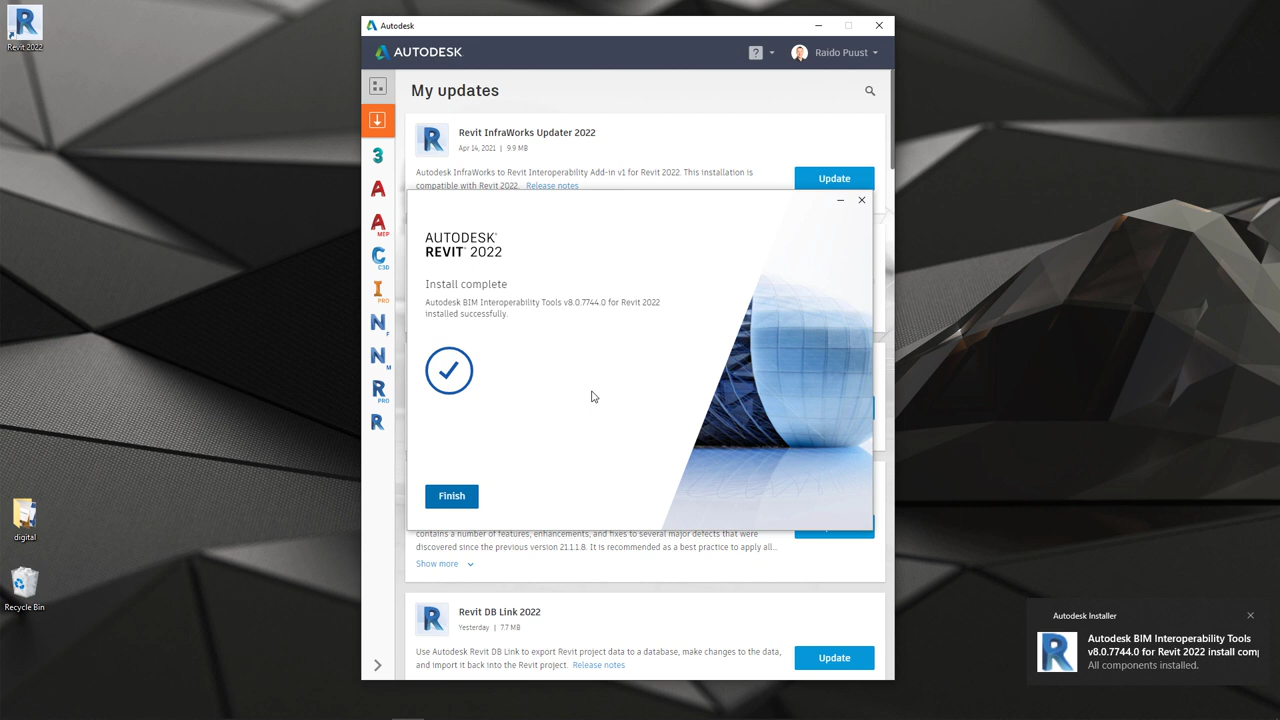 Revit 2022
digital
Recycle Bin
Autodesk
AUTODESK
Raido Puust
My updates
3
A
A
MEP
C
C3D
I
PRO
N
F
N
M
R
PRO
R
Revit InfraWorks Updater 2022
Apr 14, 2021 | 9.9 MB
Autodesk InfraWorks to Revit Interoperability Add-in v1 for Revit 2022. This installation is
compatible with Revit 2022. Release notes
Update
AUTODESK®
REVIT® 2022
Install complete
Autodesk BIM Interoperability Tools v8.0.7744.0 for Revit 2022
installed successfully.
Finish
contains a number of features, enhancements, and fixes to several major defects that were
discovered since the previous version 21.1.1.8. It is recommended as a best practice to apply all...
Show more
Revit DB Link 2022
Yesterday | 7.7 MB
Use Autodesk Revit DB Link to export Revit project data to a database, make changes to the data,
and import it back into the Revit project. Release notes
Update
Autodesk Installer
Autodesk BIM Interoperability Tools
v8.0.7744.0 for Revit 2022 install com
All components installed.